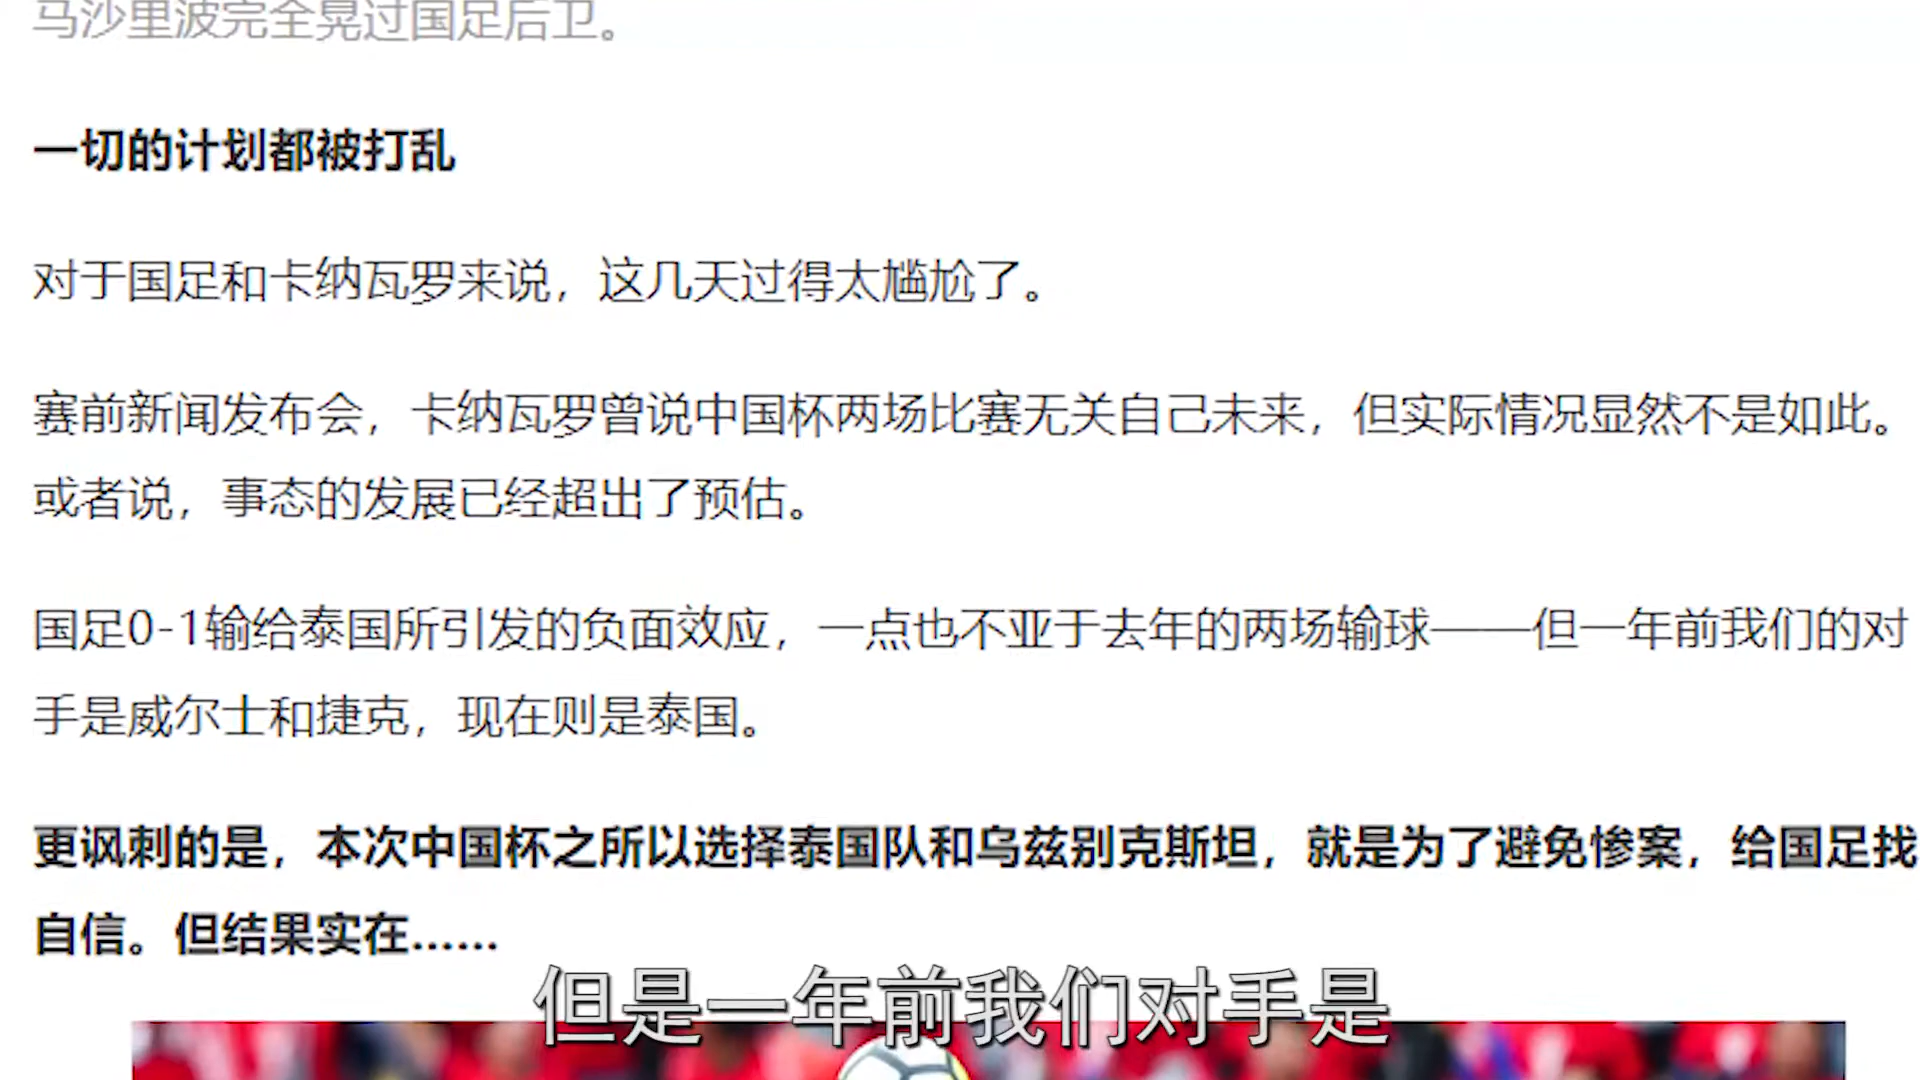 马沙里波完全晃过国足后卫。
一切的计划都被打乱
对于国足和卡纳瓦罗来说，这几天过得太尴尬了。
赛前新闻发布会，卡纳瓦罗曾说中国杯两场比赛无关自己未来，但实际情况显然不是如此。
或者说，事态的发展已经超出了预估。
国足0-1输给泰国所引发的负面效应，一点也不亚于去年的两场输球——但一年前我们的对
手是威尔士和捷克，现在则是泰国。
更讽刺的是，本次中国杯之所以选择泰国队和乌兹别克斯坦，就是为了避免惨案，给国足找
自信。但结果实在……
但是一年前我们对手是